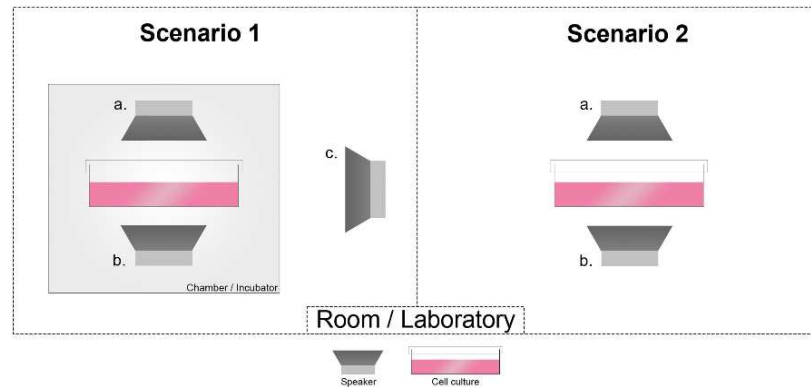 Scenario 1
Scenario 2
a.
c.
a.
b.
b.
Chamber / Incubator
Room / Laboratory
Speaker
Cell culture